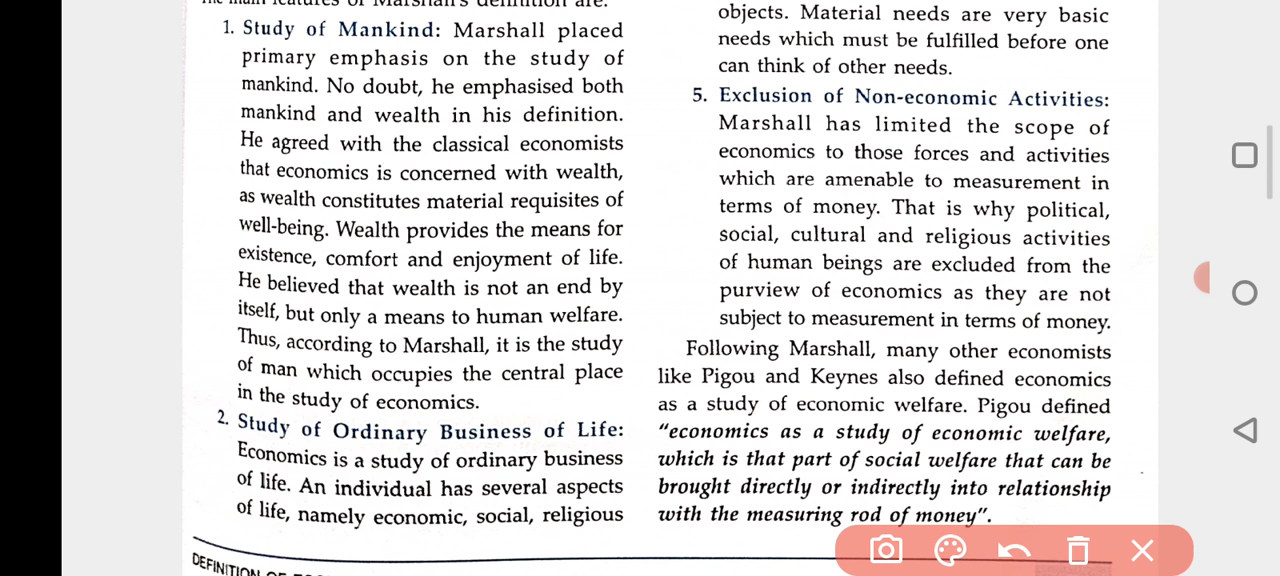 The main features of Marshall's definition are:
1. Study of Mankind: Marshall placed
primary emphasis on the study of
mankind. No doubt, he emphasised both
mankind and wealth in his definition.
He agreed with the classical economists
that economics is concerned with wealth,
as wealth constitutes material requisites of
well-being. Wealth provides the means for
existence, comfort and enjoyment of life.
He believed that wealth is not an end by
itself, but only a means to human welfare.
Thus, according to Marshall, it is the study
of man which occupies the central place
in the study of economics.
2. Study of Ordinary Business of Life:
Economics is a study of ordinary business
of life. An individual has several aspects
of life, namely economic, social, religious
DEFINITION OF
objects. Material needs are very basic
needs which must be fulfilled before one
can think of other needs.
5. Exclusion of Non-economic Activities:
Marshall has limited the scope of
economics to those forces and activities
which are amenable to measurement in
terms of money. That is why political,
social, cultural and religious activities
of human beings are excluded from the
purview of economics as they are not
subject to measurement in terms of money.
Following Marshall, many other economists
like Pigou and Keynes also defined economics
as a study of economic welfare. Pigou defined
"economics as a study of economic welfare,
which is that part of social welfare that can be
brought directly or indirectly into relationship
with the measuring rod of money".